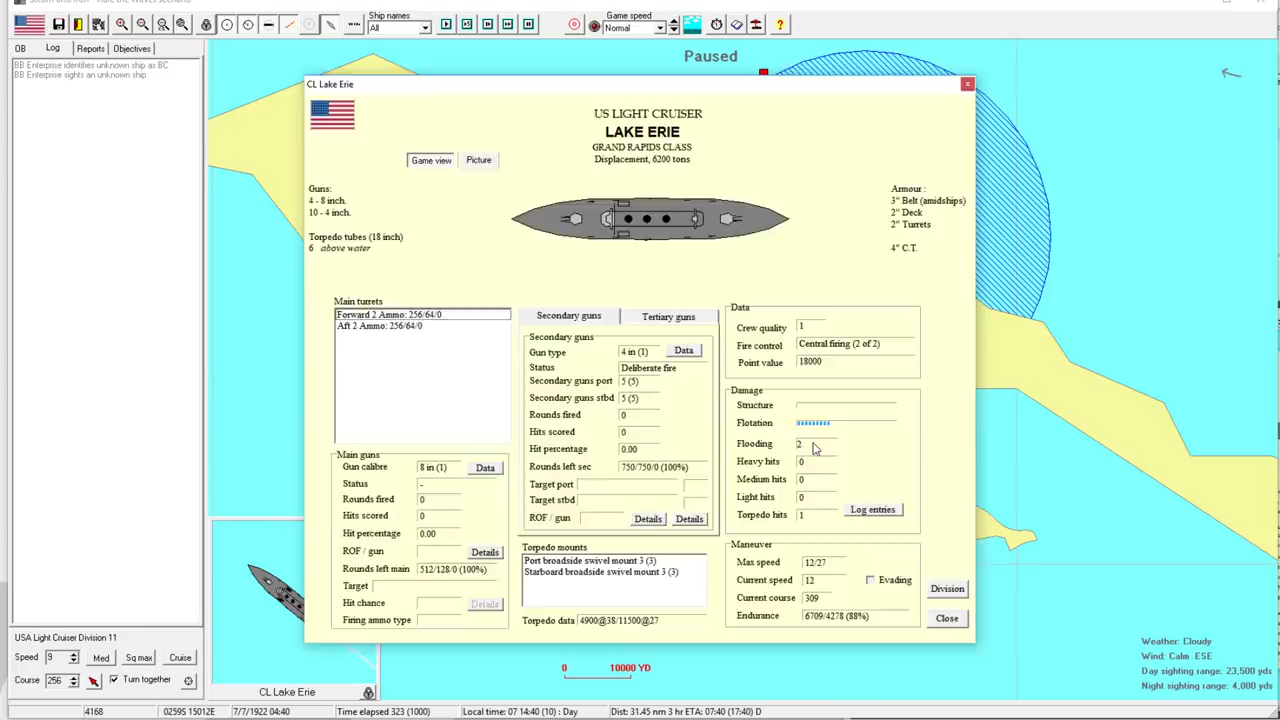 Ship names
All
Game speed
Normal
?
OB
Log
Reports
Objectives
BB Enterprise identifies unknown ship as BC
BB Enterprise sights an unknown ship
Paused
CL Lake Erie
x
US LIGHT CRUISER
LAKE ERIE
GRAND RAPIDS CLASS
Displacement, 6200 tons
Game view
Picture
Guns:
4 - 8 inch.
10 - 4 inch.
Torpedo tubes (18 inch)
6 above water
Armour :
3" Belt (amidships)
2" Deck
2" Turrets
4" C.T.
Main turrets
Forward 2 Ammo: 256/64/0
Aft 2 Ammo: 256/64/0
Main guns
Gun calibre 8 in (1) Data
Status -
Rounds fired 0
Hits scored 0
Hit percentage 0.00
ROF / gun Details
Rounds left main 512/128/0 (100%)
Target
Hit chance Details
Firing ammo type
Secondary guns
Tertiary guns
Secondary guns
Gun type 4 in (1) Data
Status Deliberate fire
Secondary guns port 5 (5)
Secondary guns stbd 5 (5)
Rounds fired 0
Hits scored 0
Hit percentage 0.00
Rounds left sec 750/750/0 (100%)
Target port
Target stbd
ROF / gun Details Details
Torpedo mounts
Port broadside swivel mount 3 (3)
Starboard broadside swivel mount 3 (3)
Torpedo data 4900@38/11500@27
Data
Crew quality 1
Fire control Central firing (2 of 2)
Point value 18000
Damage
Structure
Flotation
Flooding 2
Heavy hits 0
Medium hits 0
Light hits 0
Torpedo hits 1
Log entries
Maneuver
Max speed 12/27
Current speed 12 Evading
Current course 309
Endurance 6709/4278 (88%)
Division
Close
USA Light Cruiser Division 11
Speed 9 Med Sq max Cruise
Course 256 Turn together
CL Lake Erie
0 10000 YD
Weather: Cloudy
Wind: Calm ESE
Day sighting range: 23,500 yards
Night sighting range: 4,000 yards
4168
0259S 15012E
7/7/1922 04:40
Time elapsed 323 (1000)
Local time: 07 14:40 (10) : Day
Dist: 31.45 nm 3 hr ETA: 07:40 (17:40) D